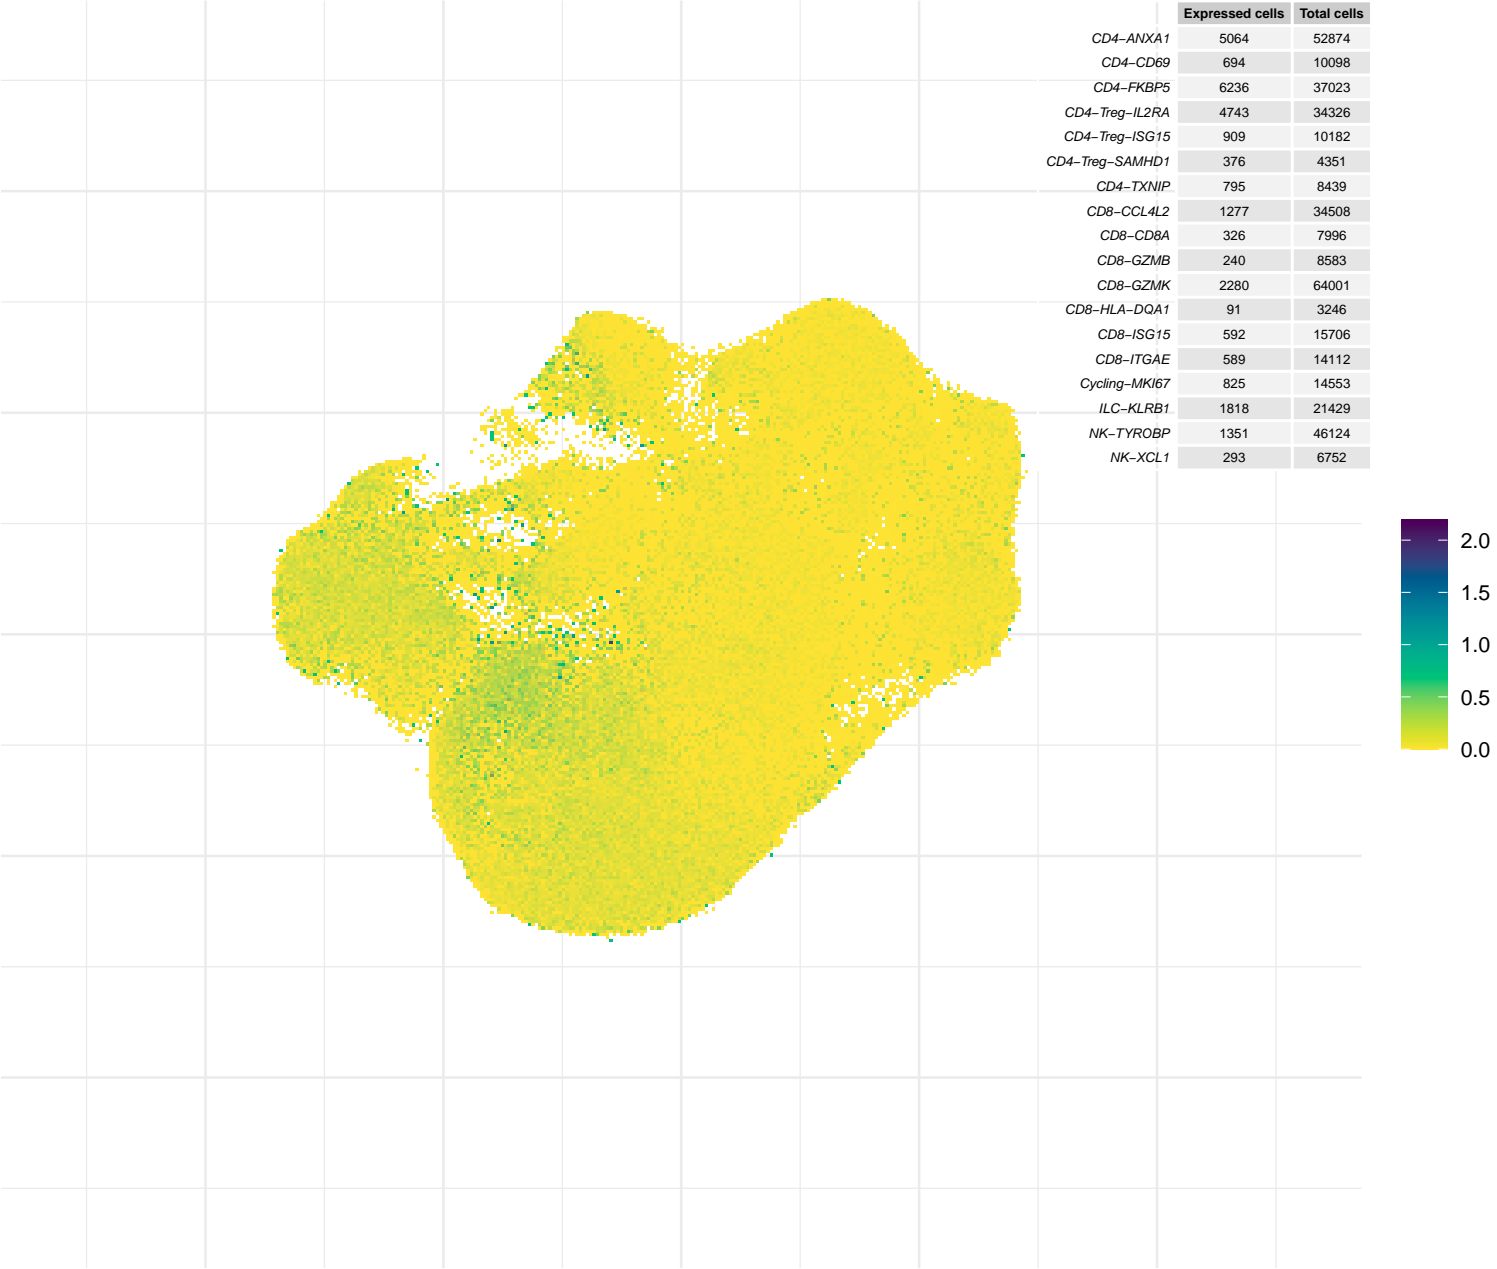 Expressed cells Total cells
CD4−ANXA1 5064 52874
CD4−CD69 694 10098
CD4−FKBP5 6236 37023
CD4−Treg−IL2RA 4743 34326
CD4−Treg−ISG15 909 10182
CD4−Treg−SAMHD1 376 4351
CD4−TXNIP 795 8439
CD8−CCL4L2 1277 34508
CD8−CD8A 326 7996
CD8−GZMB 240 8583
CD8−GZMK 2280 64001
CD8−HLA−DQA1 91 3246
CD8−ISG15 592 15706
CD8−ITGAE 589 14112
Cycling−MKI67 825 14553
ILC−KLRB1 1818 21429
NK−TYROBP 1351 46124
NK−XCL1 293 6752
2.0
1.5
1.0
0.5
0.0